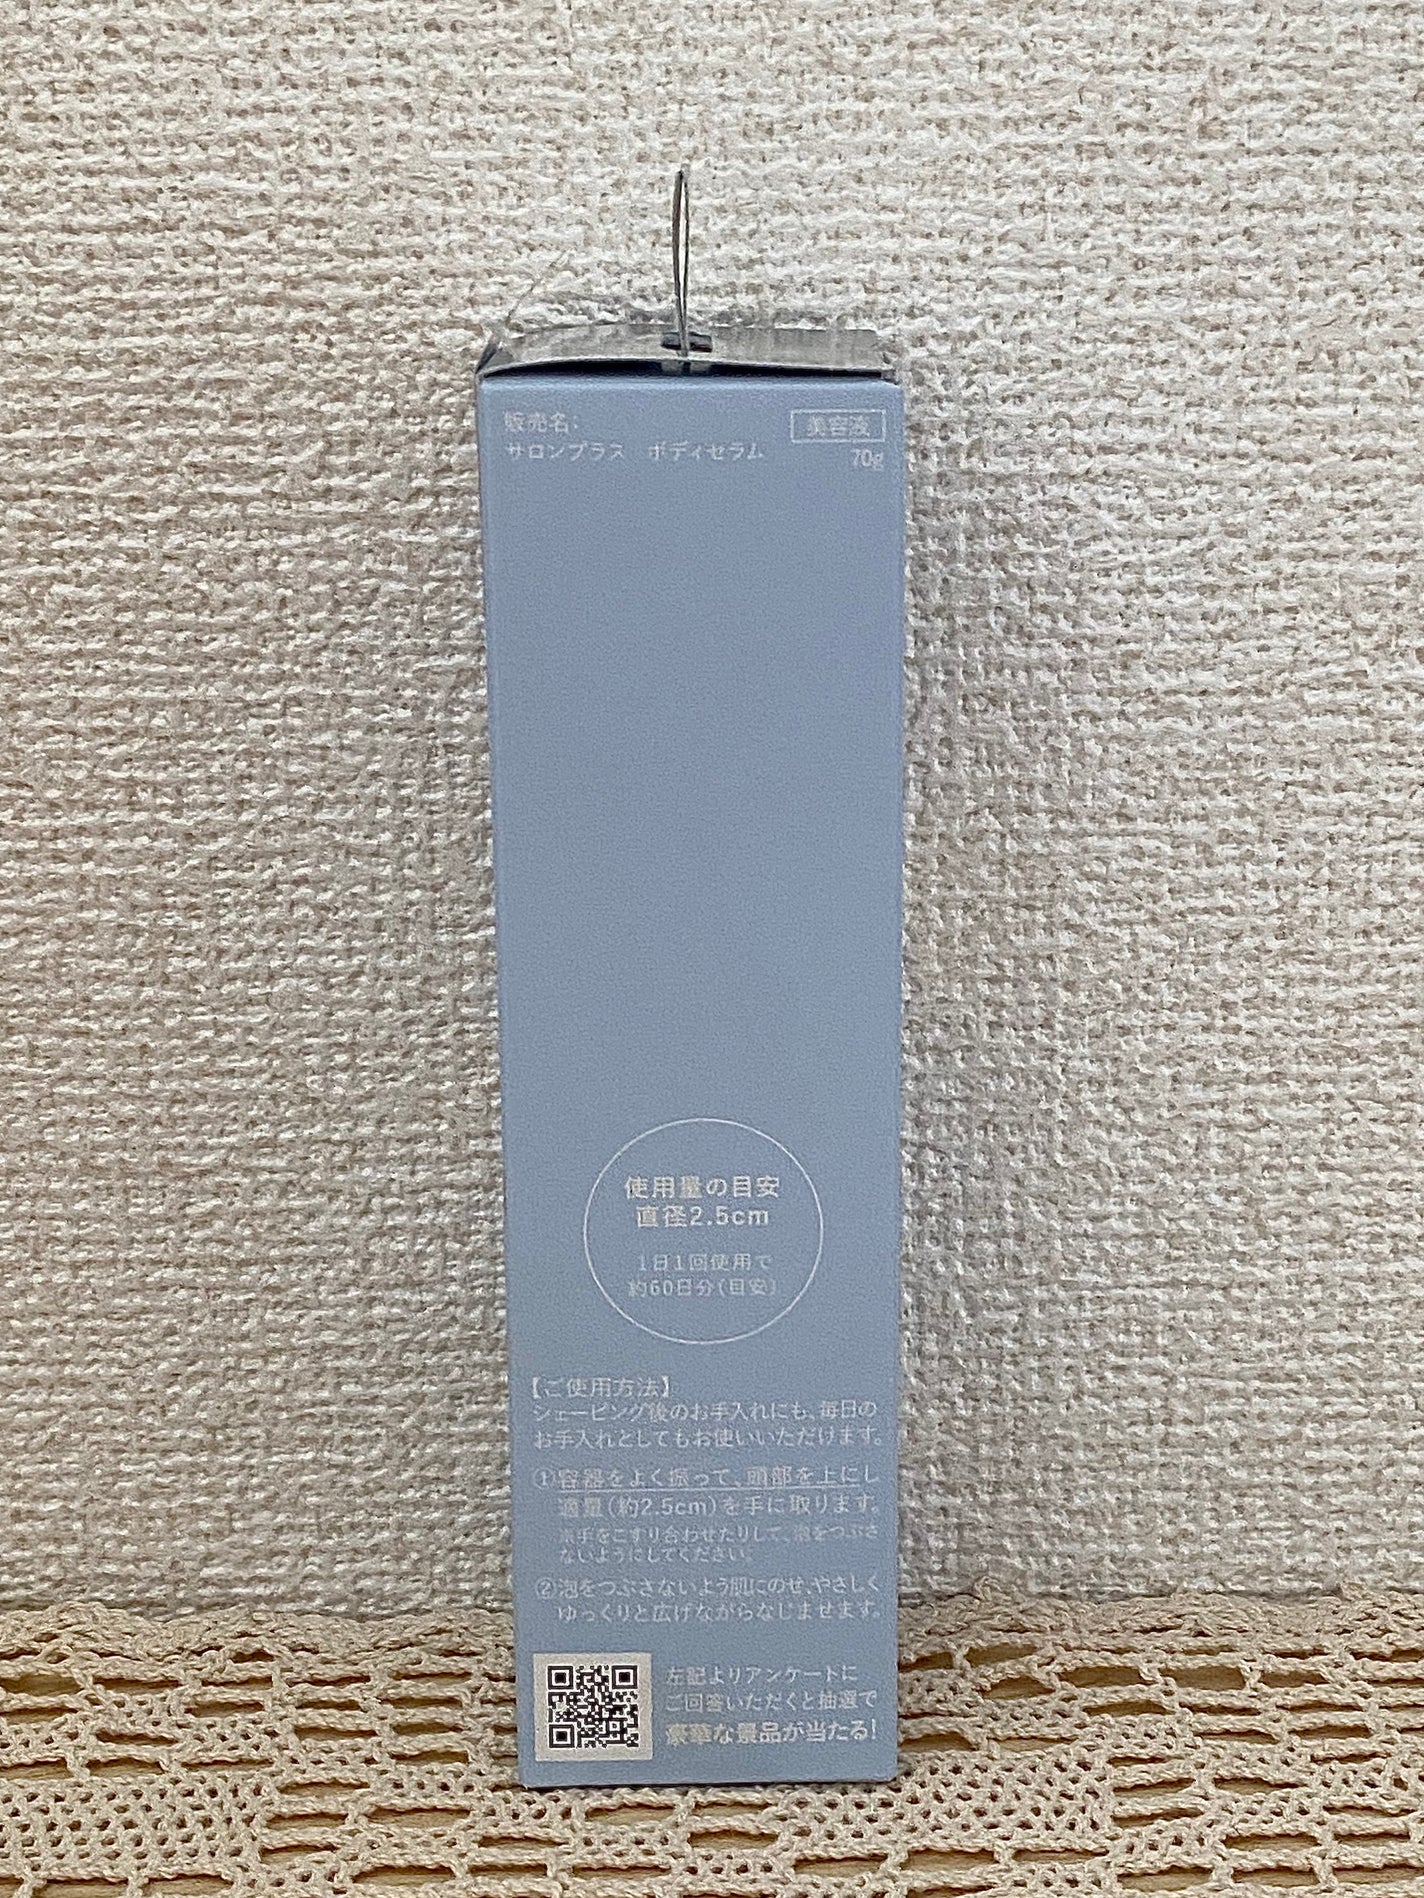 販売名:
サロンプラス ボディセラム
美容液
70g
使用量の目安
直径2.5cm
1日1回使用で
約60日分(目安)
【ご使用方法】
シェービング後のお手入れにも、毎日の
お手入れとしてもお使いいただけます。
①容器をよく振って、頭部を上にし
適量(約2.5cm)を手に取ります。
※手をこすり合わせたりして、泡をつぶさ
ないようにしてください。
②泡をつぶさないよう肌にのせ、やさしく
ゆっくりと広げながらなじませます。
左記よりアンケートに
ご回答いただくと抽選で
豪華な景品が当たる!